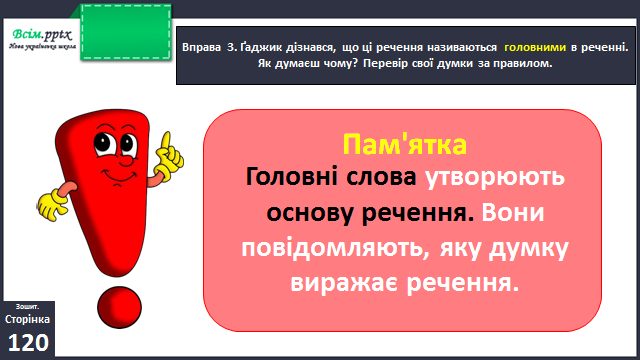 Всім.pptx
Нова українська школа
Вправа 3. Ґаджик дізнався, що ці речення називаються головними в реченні.
Як думаєш чому? Перевір свої думки за правилом.
Пам'ятка
Головні слова утворюють
основу речення. Вони
повідомляють, яку думку
виражає речення.
Зошит.
Сторінка
120